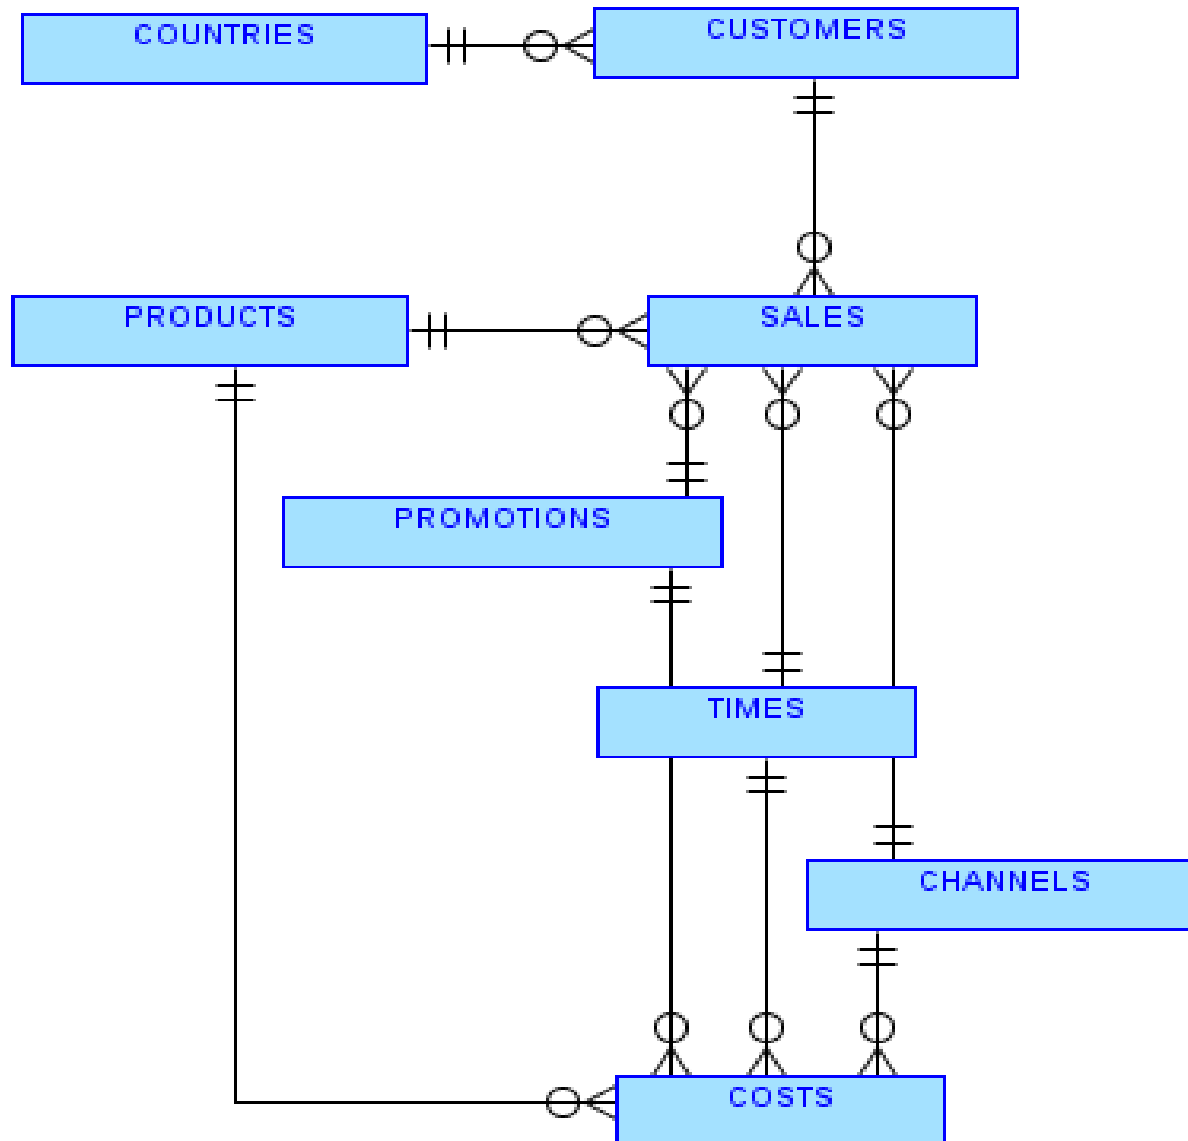 COUNTRIES
CUSTOMERS
PRODUCTS
SALES
PROMOTIONS
TIMES
CHANNELS
COSTS